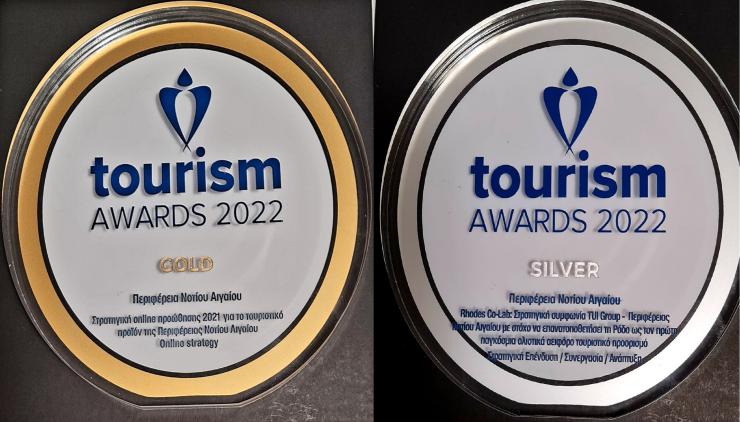 tourism
AWARDS 2022
GOLD
Περιφέρεια Νοτίου Αιγαίου
Στρατηγική online προώθησης 2021 για το τουριστικό
προϊόν της Περιφέρειας Νοτίου Αιγαίου
Online strategy
tourism
AWARDS 2022
SILVER
Περιφέρεια Νοτίου Αιγαίου
Rhodes Co-Lab: Στρατηγική συμφωνία TUI Group - Περιφέρειας
Νοτίου Αιγαίου με στόχο να επανατοποθετήσει τη Ρόδο ως τον πρώτο
παγκόσμια ολιστικά αειφόρο τουριστικό προορισμό
Στρατηγική Επένδυση / Συνεργασία / Ανάπτυξη